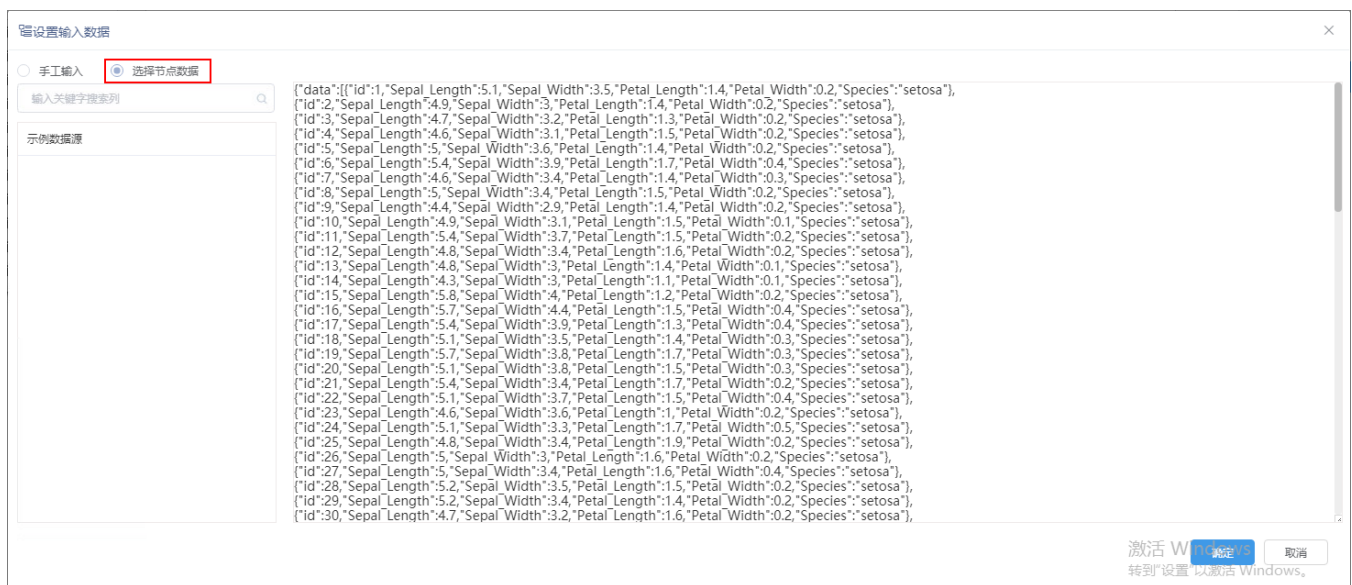 设置输入数据
手工输入 选择节点数据
输入关键字搜索列
示例数据源
{"data":[{"id":1,"Sepal_Length":5.1,"Sepal_Width":3.5,"Petal_Length":1.4,"Petal_Width":0.2,"Species":"setosa"},
{"id":2,"Sepal_Length":4.9,"Sepal_Width":3,"Petal_Length":1.4,"Petal_Width":0.2,"Species":"setosa"},
{"id":3,"Sepal_Length":4.7,"Sepal_Width":3.2,"Petal_Length":1.3,"Petal_Width":0.2,"Species":"setosa"},
{"id":4,"Sepal_Length":4.6,"Sepal_Width":3.1,"Petal_Length":1.5,"Petal_Width":0.2,"Species":"setosa"},
{"id":5,"Sepal_Length":5,"Sepal_Width":3.6,"Petal_Length":1.4,"Petal_Width":0.2,"Species":"setosa"},
{"id":6,"Sepal_Length":5.4,"Sepal_Width":3.9,"Petal_Length":1.7,"Petal_Width":0.4,"Species":"setosa"},
{"id":7,"Sepal_Length":4.6,"Sepal_Width":3.4,"Petal_Length":1.4,"Petal_Width":0.3,"Species":"setosa"},
{"id":8,"Sepal_Length":5,"Sepal_Width":3.4,"Petal_Length":1.5,"Petal_Width":0.2,"Species":"setosa"},
{"id":9,"Sepal_Length":4.4,"Sepal_Width":2.9,"Petal_Length":1.4,"Petal_Width":0.2,"Species":"setosa"},
{"id":10,"Sepal_Length":4.9,"Sepal_Width":3.1,"Petal_Length":1.5,"Petal_Width":0.1,"Species":"setosa"},
{"id":11,"Sepal_Length":5.4,"Sepal_Width":3.7,"Petal_Length":1.5,"Petal_Width":0.2,"Species":"setosa"},
{"id":12,"Sepal_Length":4.8,"Sepal_Width":3.4,"Petal_Length":1.6,"Petal_Width":0.2,"Species":"setosa"},
{"id":13,"Sepal_Length":4.8,"Sepal_Width":3,"Petal_Length":1.4,"Petal_Width":0.1,"Species":"setosa"},
{"id":14,"Sepal_Length":4.3,"Sepal_Width":3,"Petal_Length":1.1,"Petal_Width":0.1,"Species":"setosa"},
{"id":15,"Sepal_Length":5.8,"Sepal_Width":4,"Petal_Length":1.2,"Petal_Width":0.2,"Species":"setosa"},
{"id":16,"Sepal_Length":5.7,"Sepal_Width":4.4,"Petal_Length":1.5,"Petal_Width":0.4,"Species":"setosa"},
{"id":17,"Sepal_Length":5.4,"Sepal_Width":3.9,"Petal_Length":1.3,"Petal_Width":0.4,"Species":"setosa"},
{"id":18,"Sepal_Length":5.1,"Sepal_Width":3.5,"Petal_Length":1.4,"Petal_Width":0.3,"Species":"setosa"},
{"id":19,"Sepal_Length":5.7,"Sepal_Width":3.8,"Petal_Length":1.7,"Petal_Width":0.3,"Species":"setosa"},
{"id":20,"Sepal_Length":5.1,"Sepal_Width":3.8,"Petal_Length":1.5,"Petal_Width":0.3,"Species":"setosa"},
{"id":21,"Sepal_Length":5.4,"Sepal_Width":3.4,"Petal_Length":1.7,"Petal_Width":0.2,"Species":"setosa"},
{"id":22,"Sepal_Length":5.1,"Sepal_Width":3.7,"Petal_Length":1.5,"Petal_Width":0.4,"Species":"setosa"},
{"id":23,"Sepal_Length":4.6,"Sepal_Width":3.6,"Petal_Length":1,"Petal_Width":0.2,"Species":"setosa"},
{"id":24,"Sepal_Length":5.1,"Sepal_Width":3.3,"Petal_Length":1.7,"Petal_Width":0.5,"Species":"setosa"},
{"id":25,"Sepal_Length":4.8,"Sepal_Width":3.4,"Petal_Length":1.9,"Petal_Width":0.2,"Species":"setosa"},
{"id":26,"Sepal_Length":5,"Sepal_Width":3,"Petal_Length":1.6,"Petal_Width":0.2,"Species":"setosa"},
{"id":27,"Sepal_Length":5,"Sepal_Width":3.4,"Petal_Length":1.6,"Petal_Width":0.4,"Species":"setosa"},
{"id":28,"Sepal_Length":5.2,"Sepal_Width":3.5,"Petal_Length":1.5,"Petal_Width":0.2,"Species":"setosa"},
{"id":29,"Sepal_Length":5.2,"Sepal_Width":3.4,"Petal_Length":1.4,"Petal_Width":0.2,"Species":"setosa"},
{"id":30,"Sepal_Length":4.7,"Sepal_Width":3.2,"Petal_Length":1.6,"Petal_Width":0.2,"Species":"setosa"},
激活 Windows
确定 取消
转到"设置"以激活 Windows。